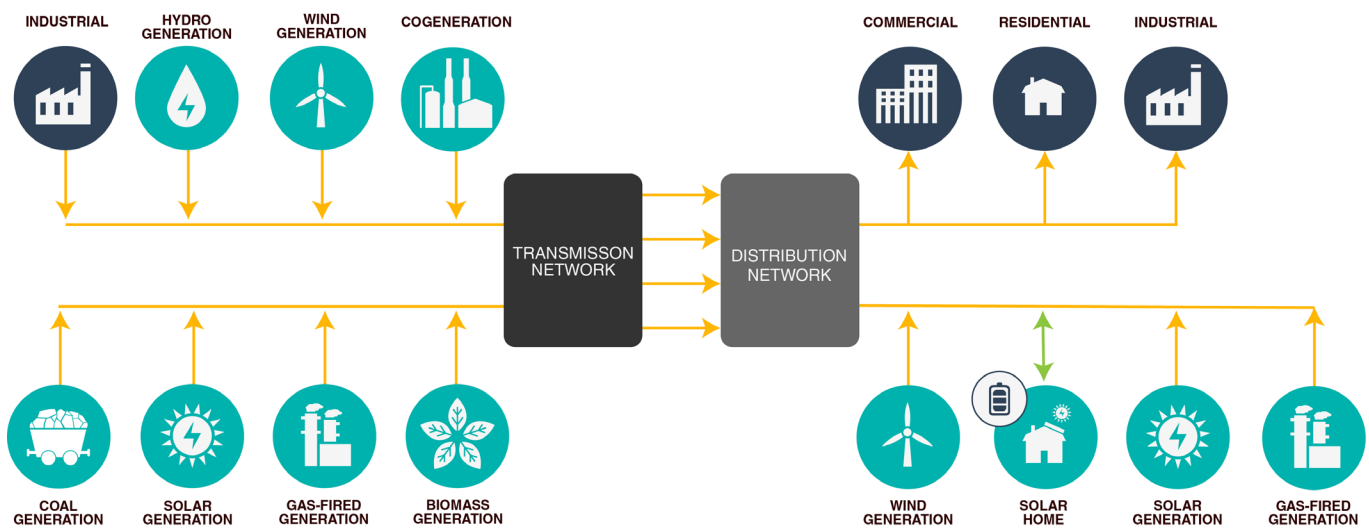 INDUSTRIAL
HYDRO
GENERATION
WIND
GENERATION
COGENERATION
COMMERCIAL
RESIDENTIAL
INDUSTRIAL
TRANSMISSON
NETWORK
DISTRIBUTION
NETWORK
COAL
GENERATION
SOLAR
GENERATION
GAS-FIRED
GENERATION
BIOMASS
GENERATION
WIND
GENERATION
SOLAR
HOME
SOLAR
GENERATION
GAS-FIRED
GENERATION